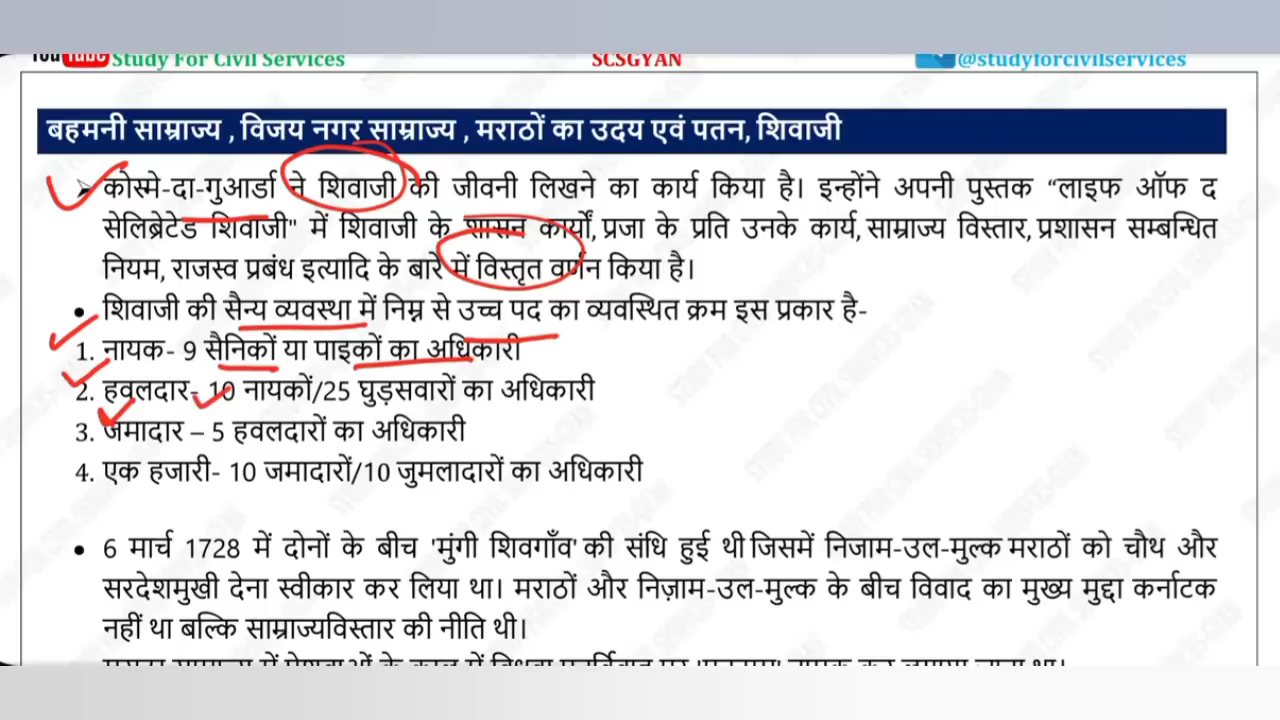 YouTube Study For Civil Services SCSGYAN @studyforcivilservices
बहमनी साम्राज्य , विजय नगर साम्राज्य , मराठों का उदय एवं पतन, शिवाजी
➢ कोस्मे-दा-गुआर्डा ने शिवाजी की जीवनी लिखने का कार्य किया है। इन्होंने अपनी पुस्तक “लाइफ ऑफ द
सेलिब्रेटेड शिवाजी" में शिवाजी के शासन कार्यों, प्रजा के प्रति उनके कार्य, साम्राज्य विस्तार, प्रशासन सम्बन्धित
नियम, राजस्व प्रबंध इत्यादि के बारे में विस्तृत वर्णन किया है।
• शिवाजी की सैन्य व्यवस्था में निम्न से उच्च पद का व्यवस्थित क्रम इस प्रकार है-
1. नायक- 9 सैनिकों या पाइकों का अधिकारी
2. हवलदार- 10 नायकों/25 घुड़सवारों का अधिकारी
3. जमादार – 5 हवलदारों का अधिकारी
4. एक हजारी- 10 जमादारों/10 जुमलादारों का अधिकारी
• 6 मार्च 1728 में दोनों के बीच 'मुंगी शिवगाँव' की संधि हुई थी जिसमें निजाम-उल-मुल्क मराठों को चौथ और
सरदेशमुखी देना स्वीकार कर लिया था। मराठों और निज़ाम-उल-मुल्क के बीच विवाद का मुख्य मुद्दा कर्नाटक
नहीं था बल्कि साम्राज्यविस्तार की नीति थी।